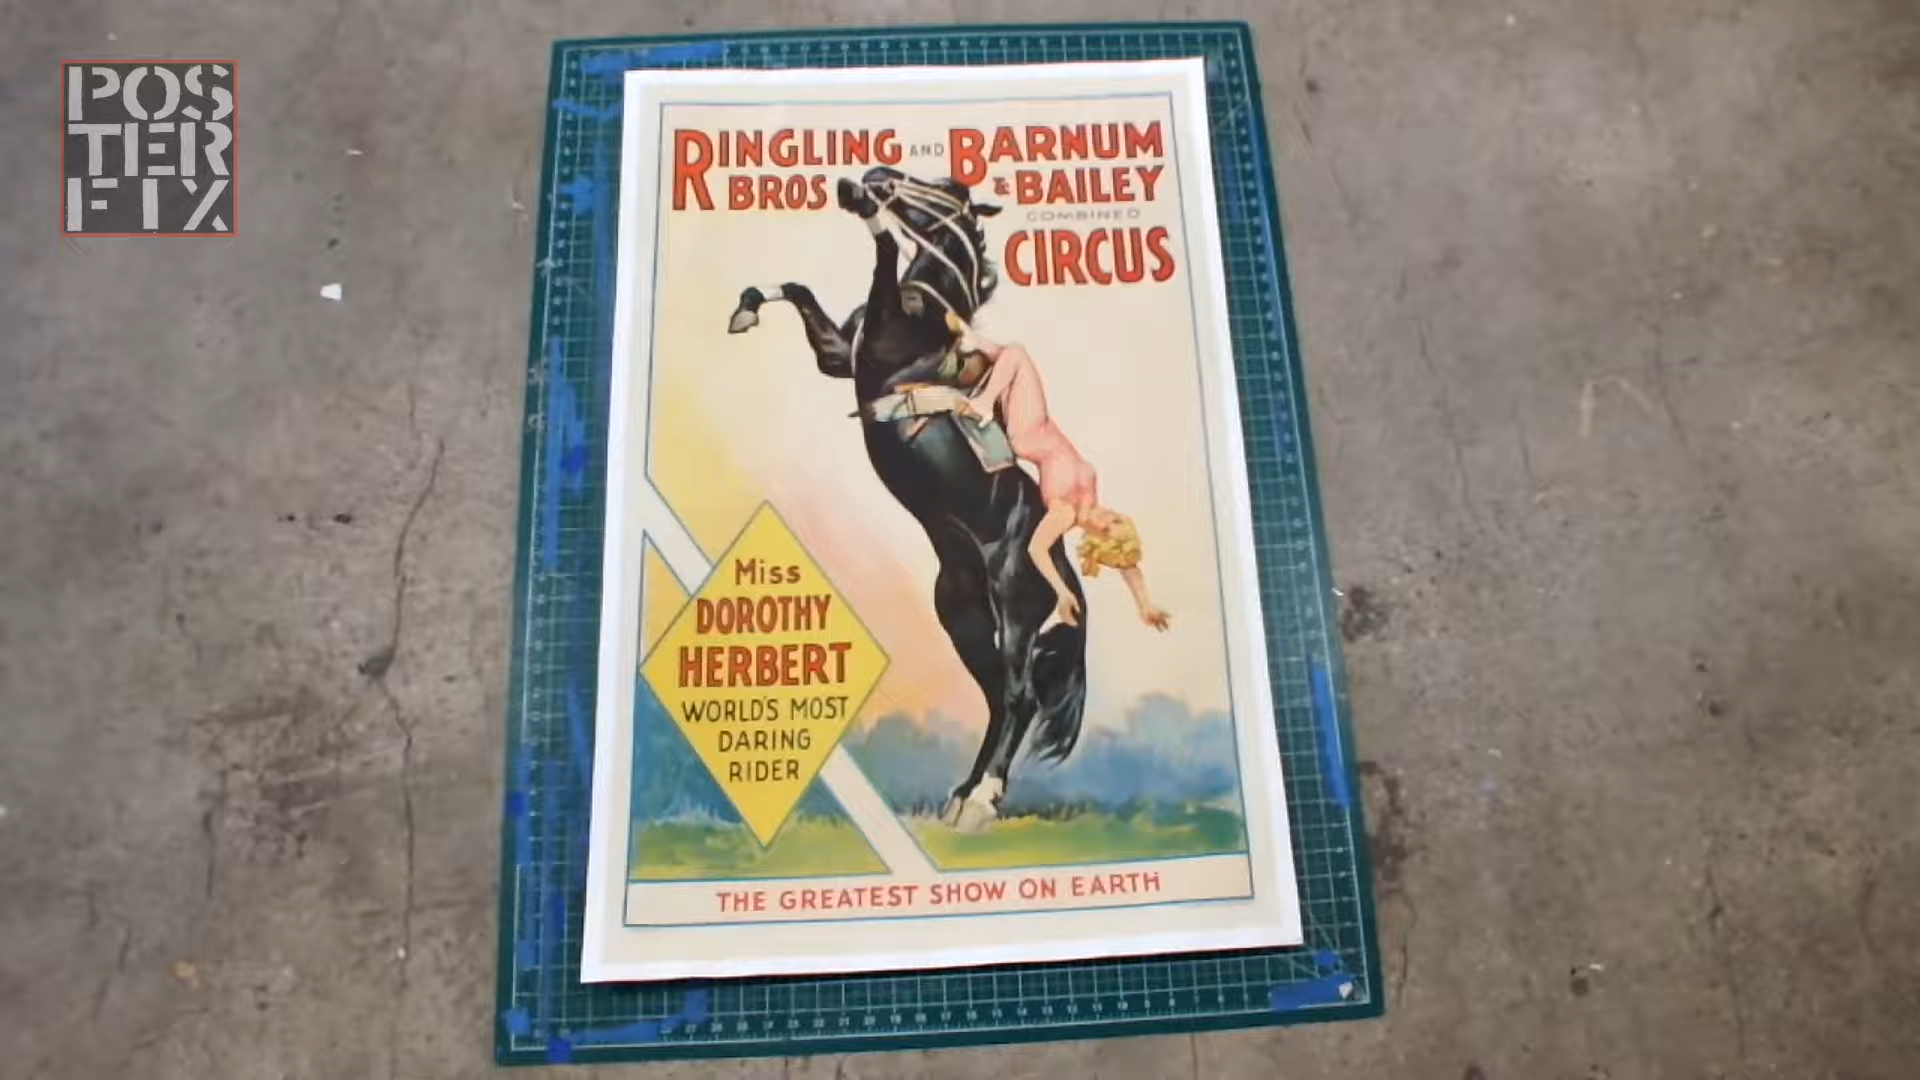 POS
TER
FIX
RINGLING AND BARNUM
BROS & BAILEY
COMBINED
CIRCUS
Miss
DOROTHY
HERBERT
WORLD'S MOST
DARING
RIDER
THE GREATEST SHOW ON EARTH